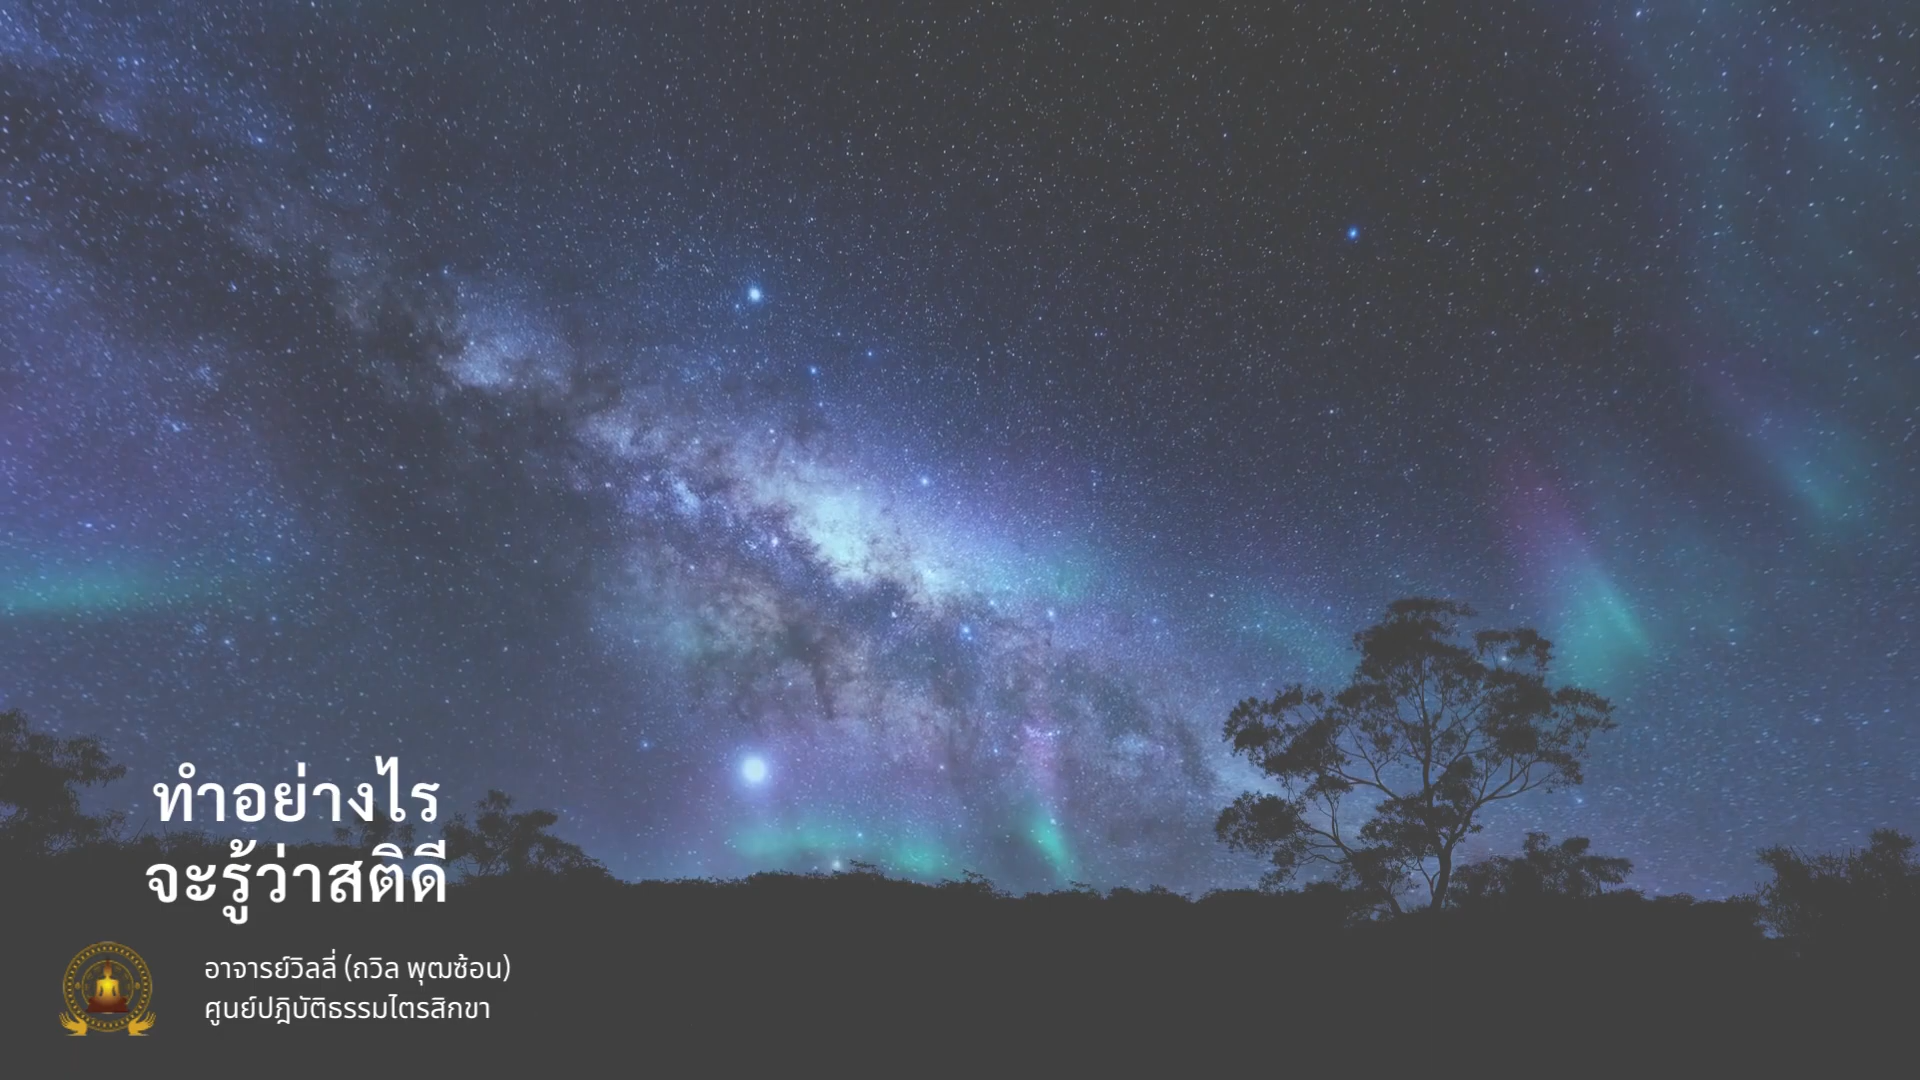 ทำอย่างไร
จะรู้ว่าสติดี
อาจารย์วิลลี่ (ถวิล พุฒซ้อน)
ศูนย์ปฎิบัติธรรมไตรสิกขา